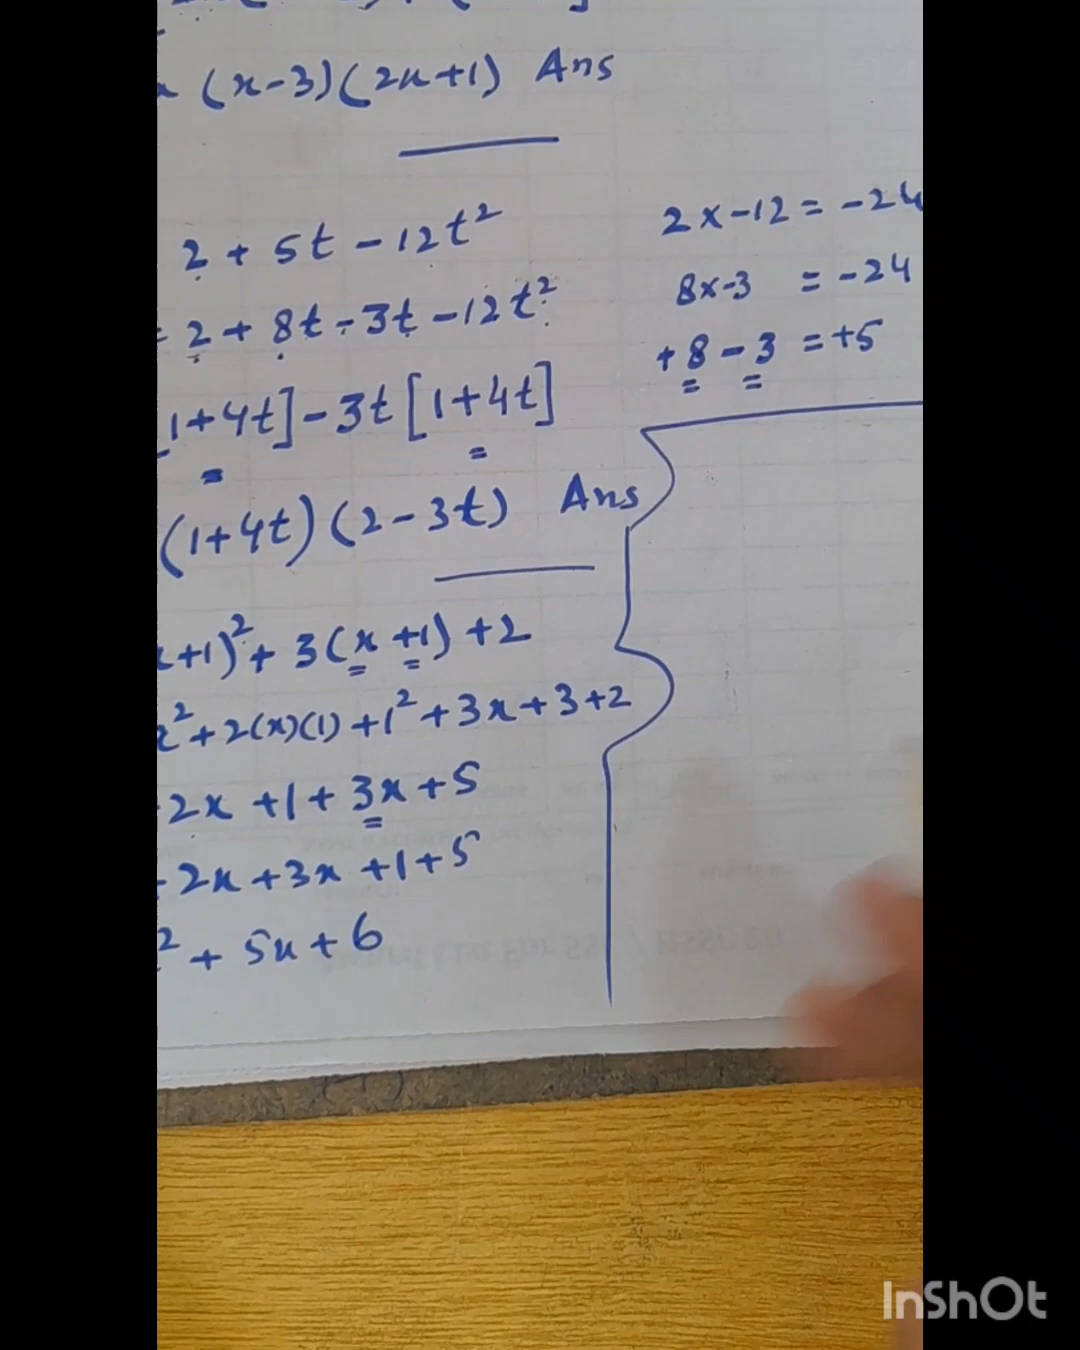 (x-3)(2x+1) Ans
2 + 5t - 12t²
= 2 + 8t - 3t - 12t²
[1+4t] - 3t [1+4t]
(1+4t) (2-3t) Ans
2 x -12 = -24
8x-3 = -24
+8 - 3 = +5
+1)² + 3(x+1) + 2
x² + 2(x)(1) + 1² + 3x + 3 + 2
2x + 1 + 3x + 5
- 2x + 3x + 1 + 5
² + 5x + 6
InShOt